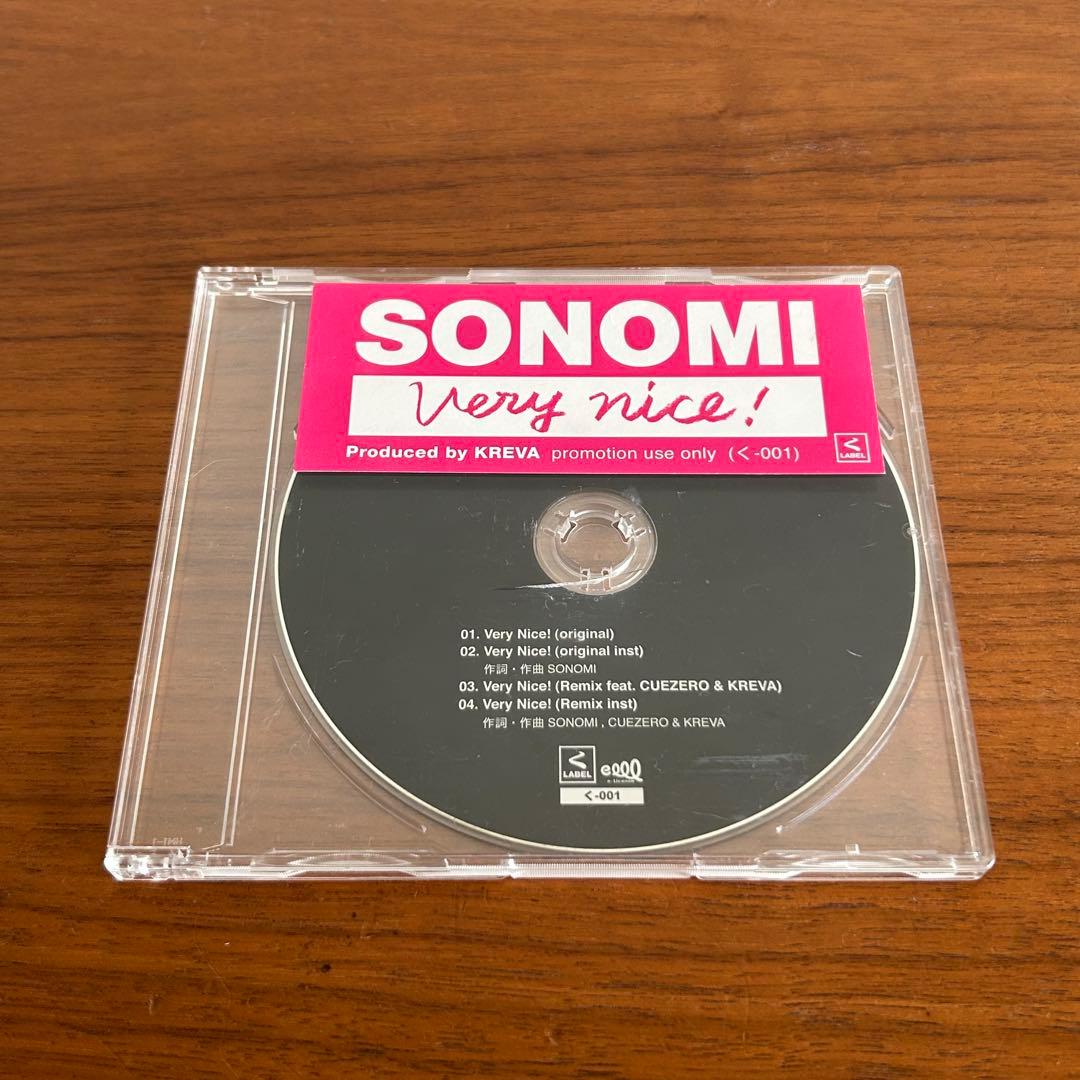 SONOMI
Very nice!
Produced by KREVA promotion use only (く-001)
く
LABEL
01. Very Nice! (original)
02. Very Nice! (original inst)
作詞・作曲 SONOMI
03. Very Nice! (Remix feat. CUEZERO & KREVA)
04. Very Nice! (Remix inst)
作詞・作曲 SONOMI , CUEZERO & KREVA
く
LABEL
e-License
く-001